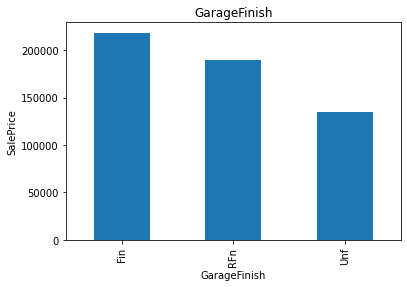 GarageFinish
200000
150000
100000
50000
0
SalePrice
Fin
RFn
Unf
GarageFinish